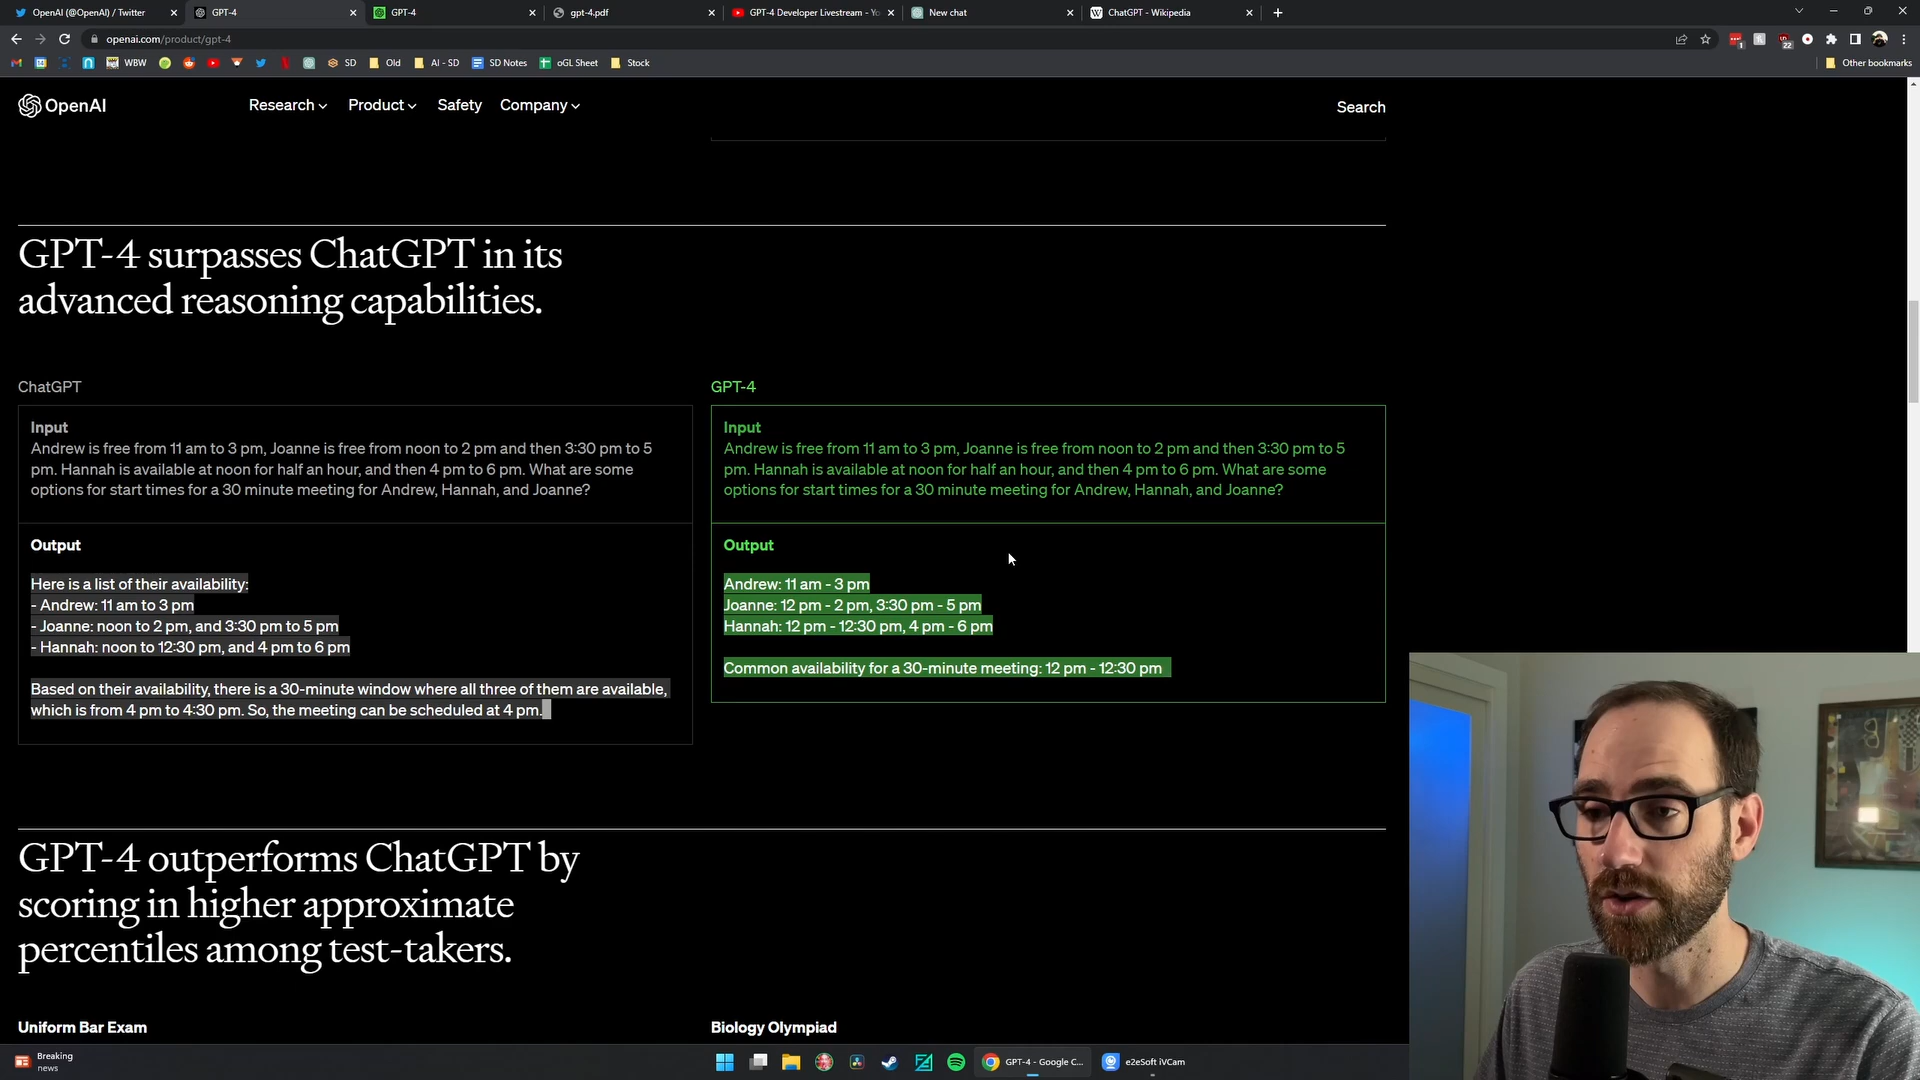 OpenAI (@OpenAI) / Twitter
GPT-4
GPT-4
gpt-4.pdf
GPT-4 Developer Livestream - Yo
New chat
ChatGPT - Wikipedia
openai.com/product/gpt-4
1
22
WBW
SD
Old
AI - SD
SD Notes
oGL Sheet
Stock
Other bookmarks
OpenAI
Research
Product
Safety
Company
Search
GPT-4 surpasses ChatGPT in its
advanced reasoning capabilities.
ChatGPT
Input
Andrew is free from 11 am to 3 pm, Joanne is free from noon to 2 pm and then 3:30 pm to 5
pm. Hannah is available at noon for half an hour, and then 4 pm to 6 pm. What are some
options for start times for a 30 minute meeting for Andrew, Hannah, and Joanne?
Output
Here is a list of their availability:
- Andrew: 11 am to 3 pm
- Joanne: noon to 2 pm, and 3:30 pm to 5 pm
- Hannah: noon to 12:30 pm, and 4 pm to 6 pm
Based on their availability, there is a 30-minute window where all three of them are available,
which is from 4 pm to 4:30 pm. So, the meeting can be scheduled at 4 pm.
GPT-4
Input
Andrew is free from 11 am to 3 pm, Joanne is free from noon to 2 pm and then 3:30 pm to 5
pm. Hannah is available at noon for half an hour, and then 4 pm to 6 pm. What are some
options for start times for a 30 minute meeting for Andrew, Hannah, and Joanne?
Output
Andrew: 11 am - 3 pm
Joanne: 12 pm - 2 pm, 3:30 pm - 5 pm
Hannah: 12 pm - 12:30 pm, 4 pm - 6 pm
Common availability for a 30-minute meeting: 12 pm - 12:30 pm
GPT-4 outperforms ChatGPT by
scoring in higher approximate
percentiles among test-takers.
Uniform Bar Exam
Biology Olympiad
Breaking
news
GPT-4 - Google C...
e2eSoft iVCam